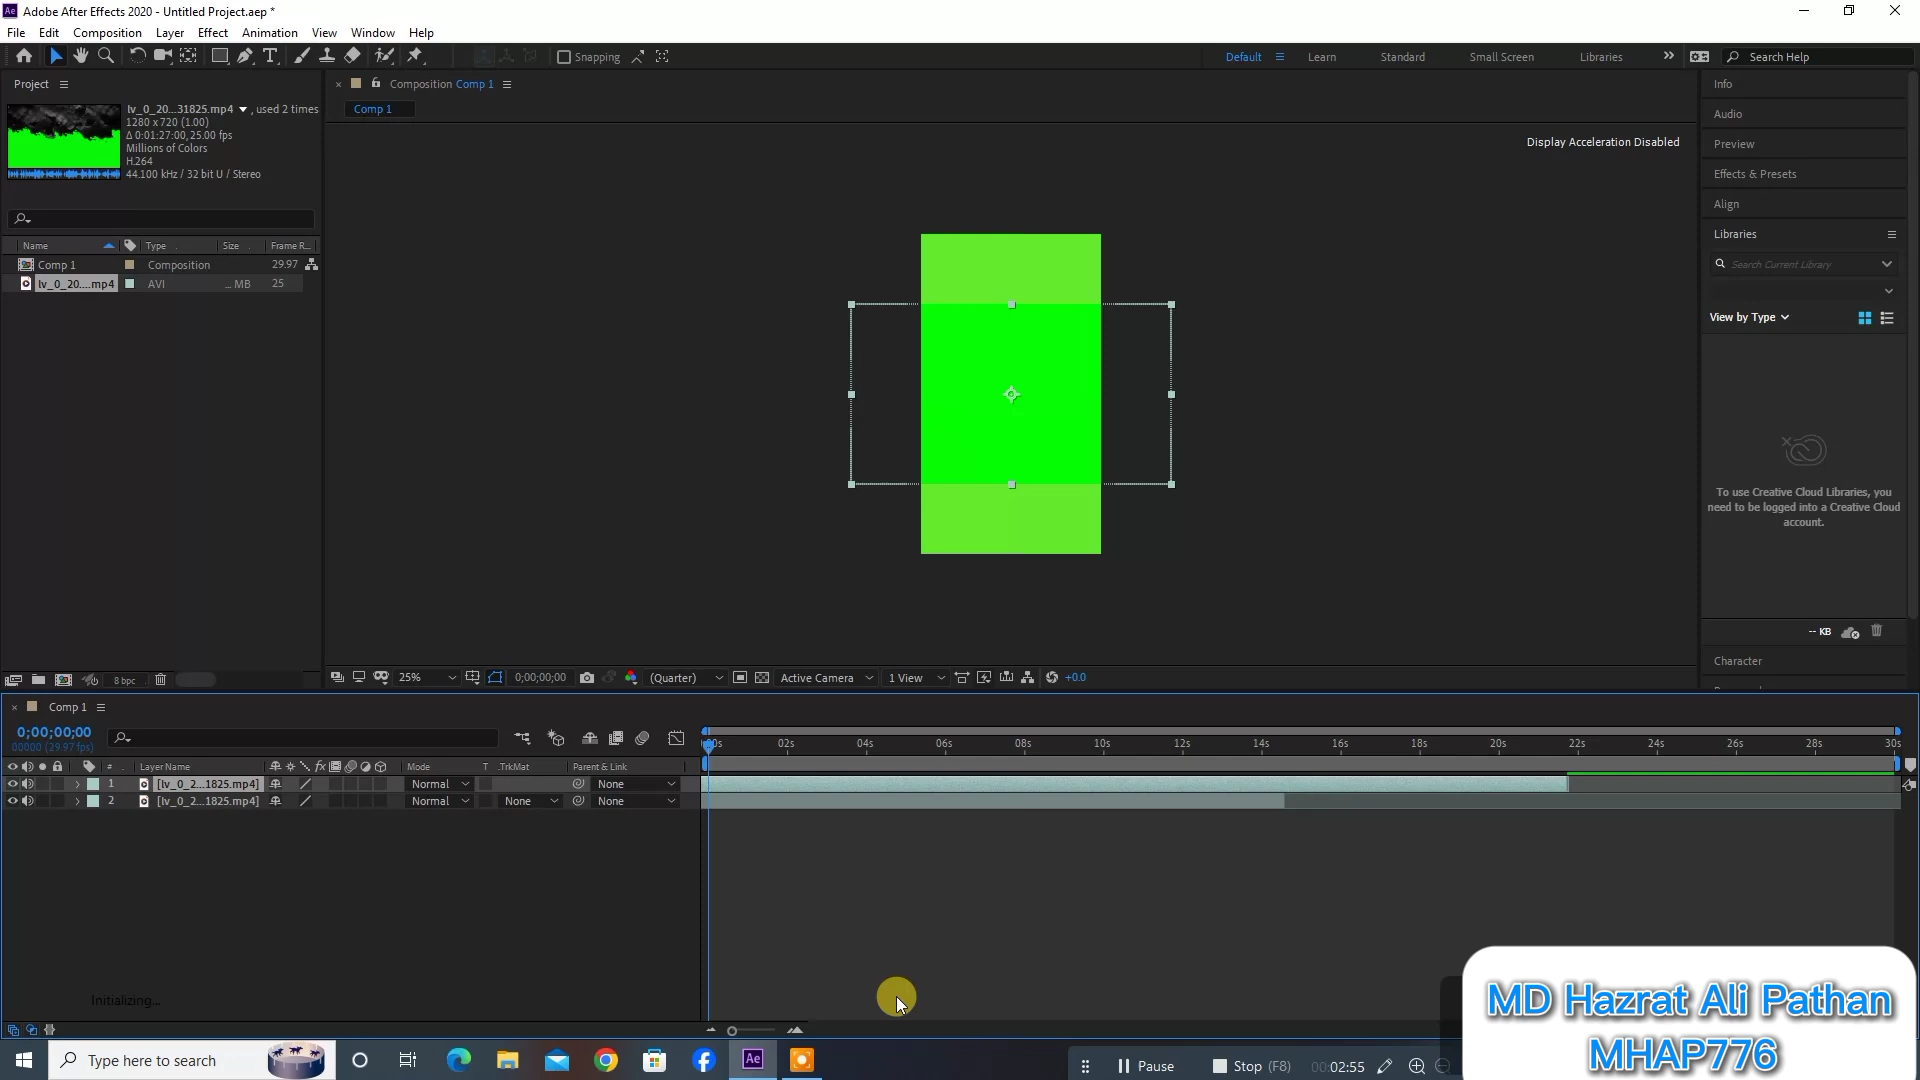 Adobe After Effects 2020 - Untitled Project.aep *
File Edit Composition Layer Effect Animation View Window Help
Snapping
Default Learn Standard Small Screen Libraries Search Help
Project
lv_0_20...31825.mp4 , used 2 times
1280 x 720 (1.00)
Δ 0:01:27:00, 25.00 fps
Millions of Colors
H.264
44.100 kHz / 32 bit U / Stereo
Name Type Size Frame R...
Comp 1 Composition 29.97
lv_0_20....mp4 AVI ... MB 25
8 bpc
Composition Comp 1
Comp 1
Display Acceleration Disabled
25% 0;00;00;00 (Quarter) Active Camera 1 View +0.0
Info
Audio
Preview
Effects & Presets
Align
Libraries
Search Current Library
View by Type
To use Creative Cloud Libraries, you
need to be logged into a Creative Cloud
account.
-- KB
Character
Comp 1
0;00;00;00
00000 (29.97 fps)
02s 04s 06s 08s 10s 12s 14s 16s 18s 20s 22s 24s 26s 28s 30s
# Layer Name Mode T .TrkMat Parent & Link
1 [lv_0_2...1825.mp4] Normal None
2 [lv_0_2...1825.mp4] Normal None None
Initializing...
MD Hazrat Ali Pathan
MHAP776
Type here to search
Ae
Pause Stop (F8) 00:02:55